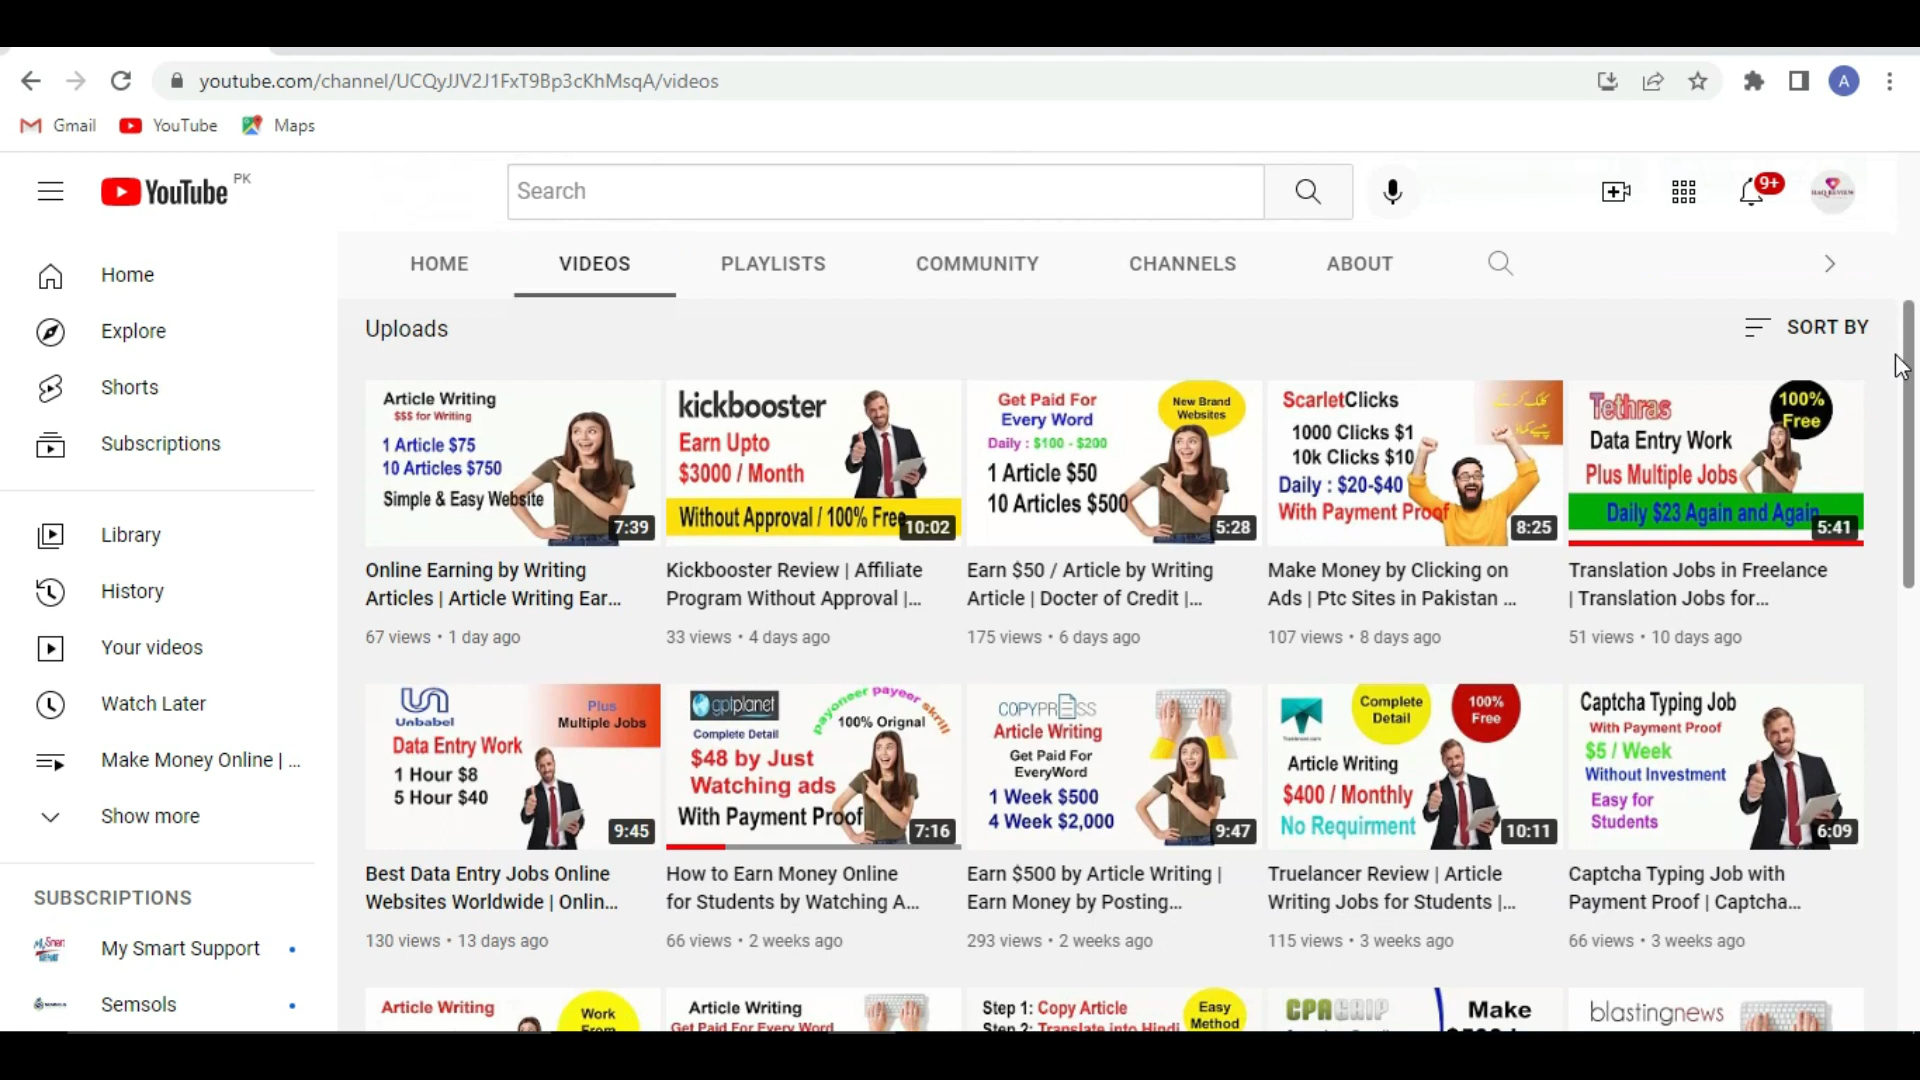 youtube.com/channel/UCQyJJV2J1FxT9Bp3cKhMsqA/videos
A
Gmail
YouTube
Maps
YouTube PK
Search
9+
HOME
VIDEOS
PLAYLISTS
COMMUNITY
CHANNELS
ABOUT
Home
Explore
Shorts
Subscriptions
Library
History
Your videos
Watch Later
Make Money Online | ...
Show more
SUBSCRIPTIONS
My Smart Support
Semsols
Uploads
SORT BY
Article Writing
$$$ for Writing
1 Article $75
10 Articles $750
Simple & Easy Website
7:39
Online Earning by Writing
Articles | Article Writing Ear...
67 views • 1 day ago
kickbooster
Earn Upto
$3000 / Month
Without Approval / 100% Free
10:02
Kickbooster Review | Affiliate
Program Without Approval |...
33 views • 4 days ago
Get Paid For
Every Word
Daily : $100 - $200
New Brand
Websites
1 Article $50
10 Articles $500
5:28
Earn $50 / Article by Writing
Article | Docter of Credit |...
175 views • 6 days ago
ScarletClicks
1000 Clicks $1
10k Clicks $10
Daily : $20-$40
With Payment Proof
8:25
Make Money by Clicking on
Ads | Ptc Sites in Pakistan ...
107 views • 8 days ago
Tethras
100%
Free
Data Entry Work
Plus Multiple Jobs
Daily $23 Again and Again
5:41
Translation Jobs in Freelance
| Translation Jobs for...
51 views • 10 days ago
Unbabel
Plus
Multiple Jobs
Data Entry Work
1 Hour $8
5 Hour $40
9:45
Best Data Entry Jobs Online
Websites Worldwide | Onlin...
130 views • 13 days ago
gptplanet
payoneer payeer skrill
100% Orignal
Complete Detail
$48 by Just
Watching ads
With Payment Proof
7:16
How to Earn Money Online
for Students by Watching A...
66 views • 2 weeks ago
COPYPRESS
Article Writing
Get Paid For
EveryWord
1 Week $500
4 Week $2,000
9:47
Earn $500 by Article Writing |
Earn Money by Posting...
293 views • 2 weeks ago
Complete
Detail
100%
Free
Article Writing
$400 / Monthly
No Requirment
10:11
Truelancer Review | Article
Writing Jobs for Students |...
115 views • 3 weeks ago
Captcha Typing Job
With Payment Proof
$5 / Week
Without Investment
Easy for
Students
6:09
Captcha Typing Job with
Payment Proof | Captcha...
66 views • 3 weeks ago
Article Writing
Work
From
Article Writing
Get Paid For Every Word
Step 1: Copy Article
Step 2: Translate into Hindi
Easy
Method
CPAGRIP
Make
blastingnews